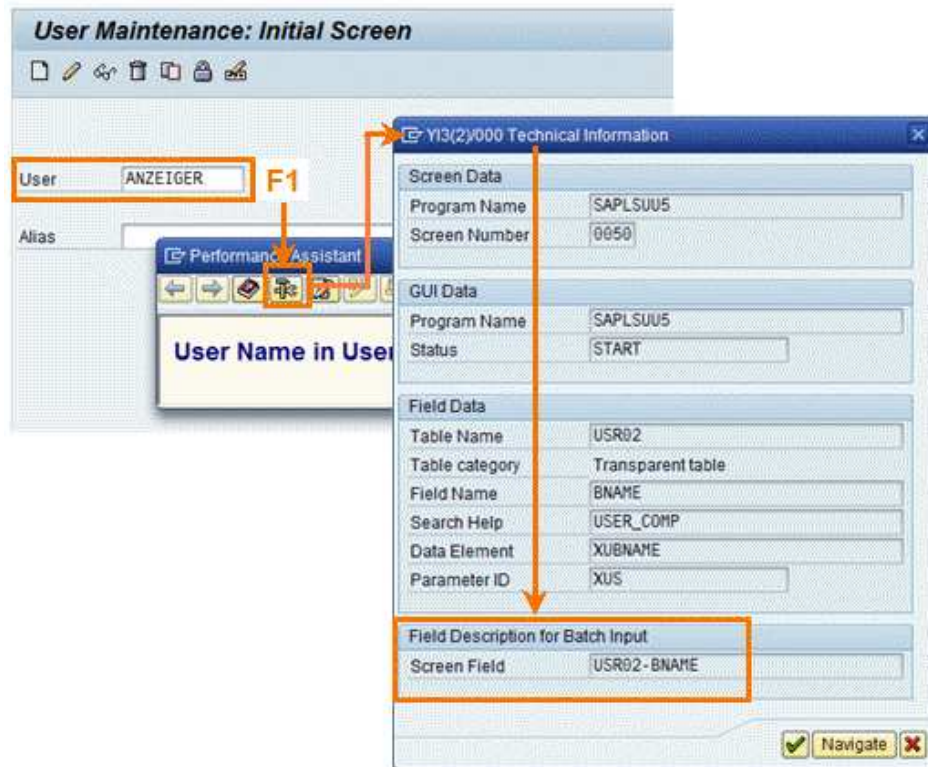 User Maintenance: Initial Screen
User ANZEIGER
F1
Alias
Performance Assistant
User Name in User
YI3(2)/000 Technical Information
Screen Data
Program Name SAPLSUU5
Screen Number 0050
GUI Data
Program Name SAPLSUU5
Status START
Field Data
Table Name USR02
Table category Transparent table
Field Name BNAME
Search Help USER_COMP
Data Element XUBNAME
Parameter ID XUS
Field Description for Batch Input
Screen Field USR02-BNAME
Navigate